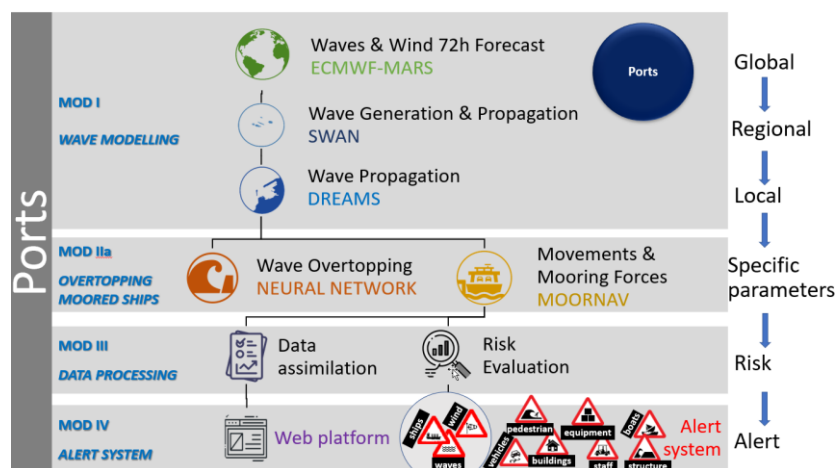 Ports
Waves & Wind 72h Forecast
ECMWF-MARS
Ports
Global
MOD I
WAVE MODELLING
Wave Generation & Propagation
SWAN
Regional
Wave Propagation
DREAMS
Local
MOD IIa
OVERTOPPING
MOORED SHIPS
Wave Overtopping
NEURAL NETWORK
Movements &
Mooring Forces
MOORNAV
Specific
parameters
MOD III
DATA PROCESSING
Data
assimilation
Risk
Evaluation
Risk
MOD IV
ALERT SYSTEM
Web platform
ships
wind
waves
vehicles
pedestrian
buildings
equipment
staff
boats
structure
Alert
system
Alert